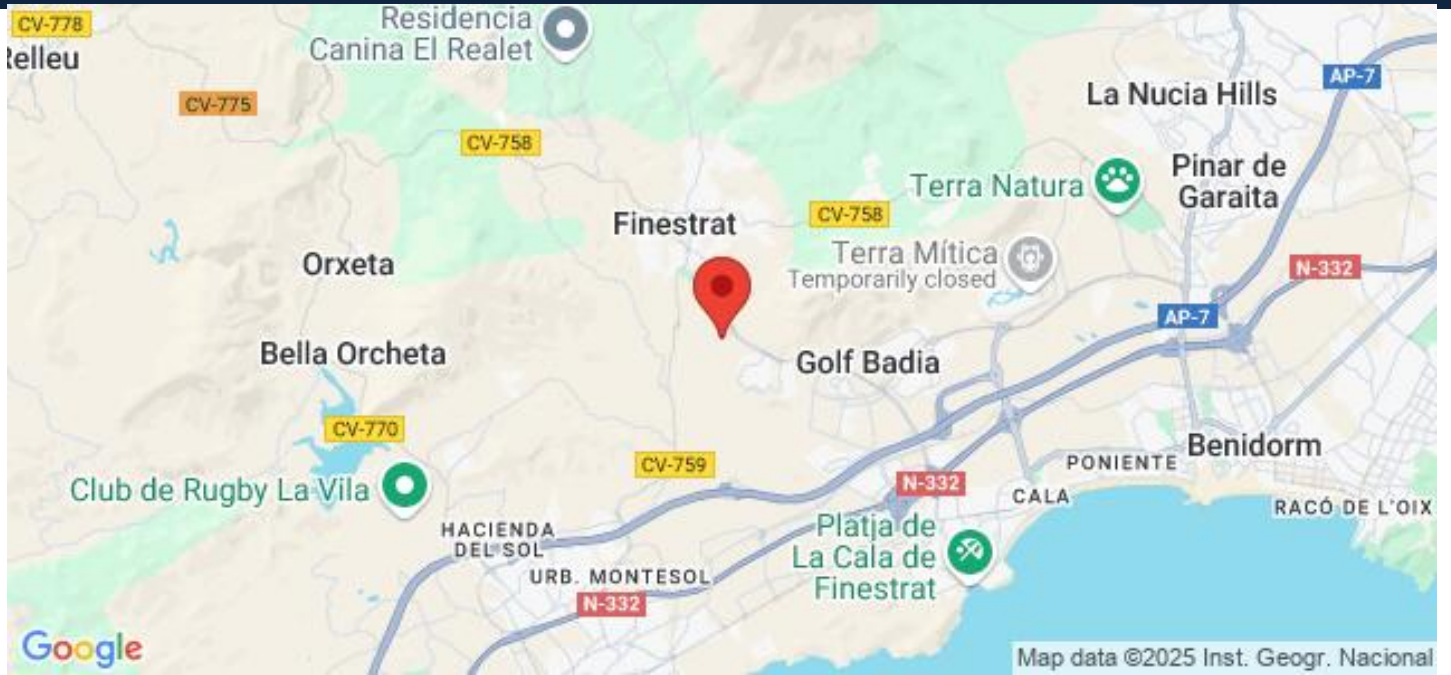 CV-778
Residencia
Canina El Realet
Relleu
CV-775
CV-758
AP-7
La Nucia Hills
Pinar de
Garaita
Terra Natura
CV-758
Finestrat
Terra Mítica
Temporarily closed
N-332
Orxeta
AP-7
Bella Orcheta
Golf Badia
CV-770
CV-759
Benidorm
PONIENTE
N-332
CALA
RACÓ DE L'OIX
Club de Rugby La Vila
HACIENDA
DEL SOL
Platja de
La Cala de
Finestrat
URB. MONTESOL
N-332
Google
Map data ©2025 Inst. Geogr. Nacional